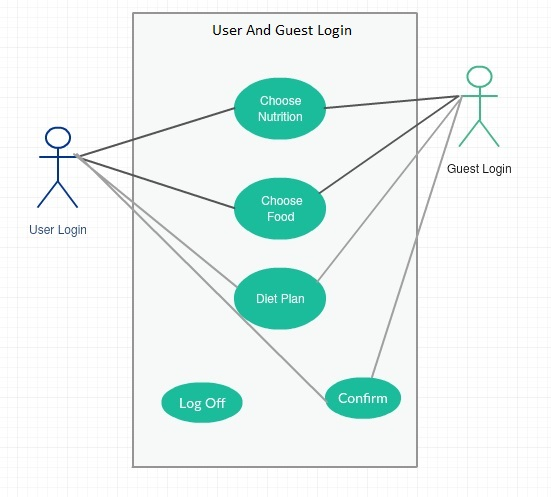 User And Guest Login
Choose
Nutrition
Guest Login
Choose
Food
User Login
Diet Plan
Log Off
Confirm